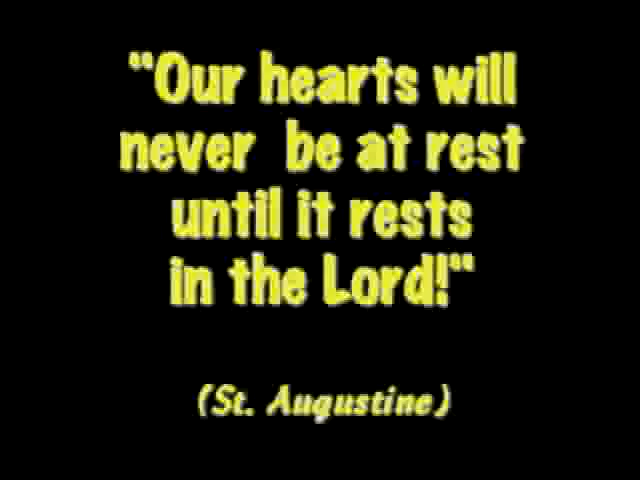 "Our hearts will
never be at rest
until it rests
in the Lord!"
(St. Augustine)